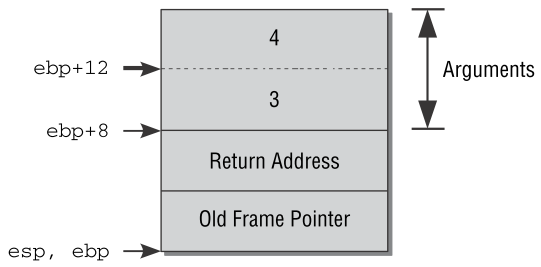 4
ebp+12
Arguments
3
ebp+8
Return Address
Old Frame Pointer
esp, ebp